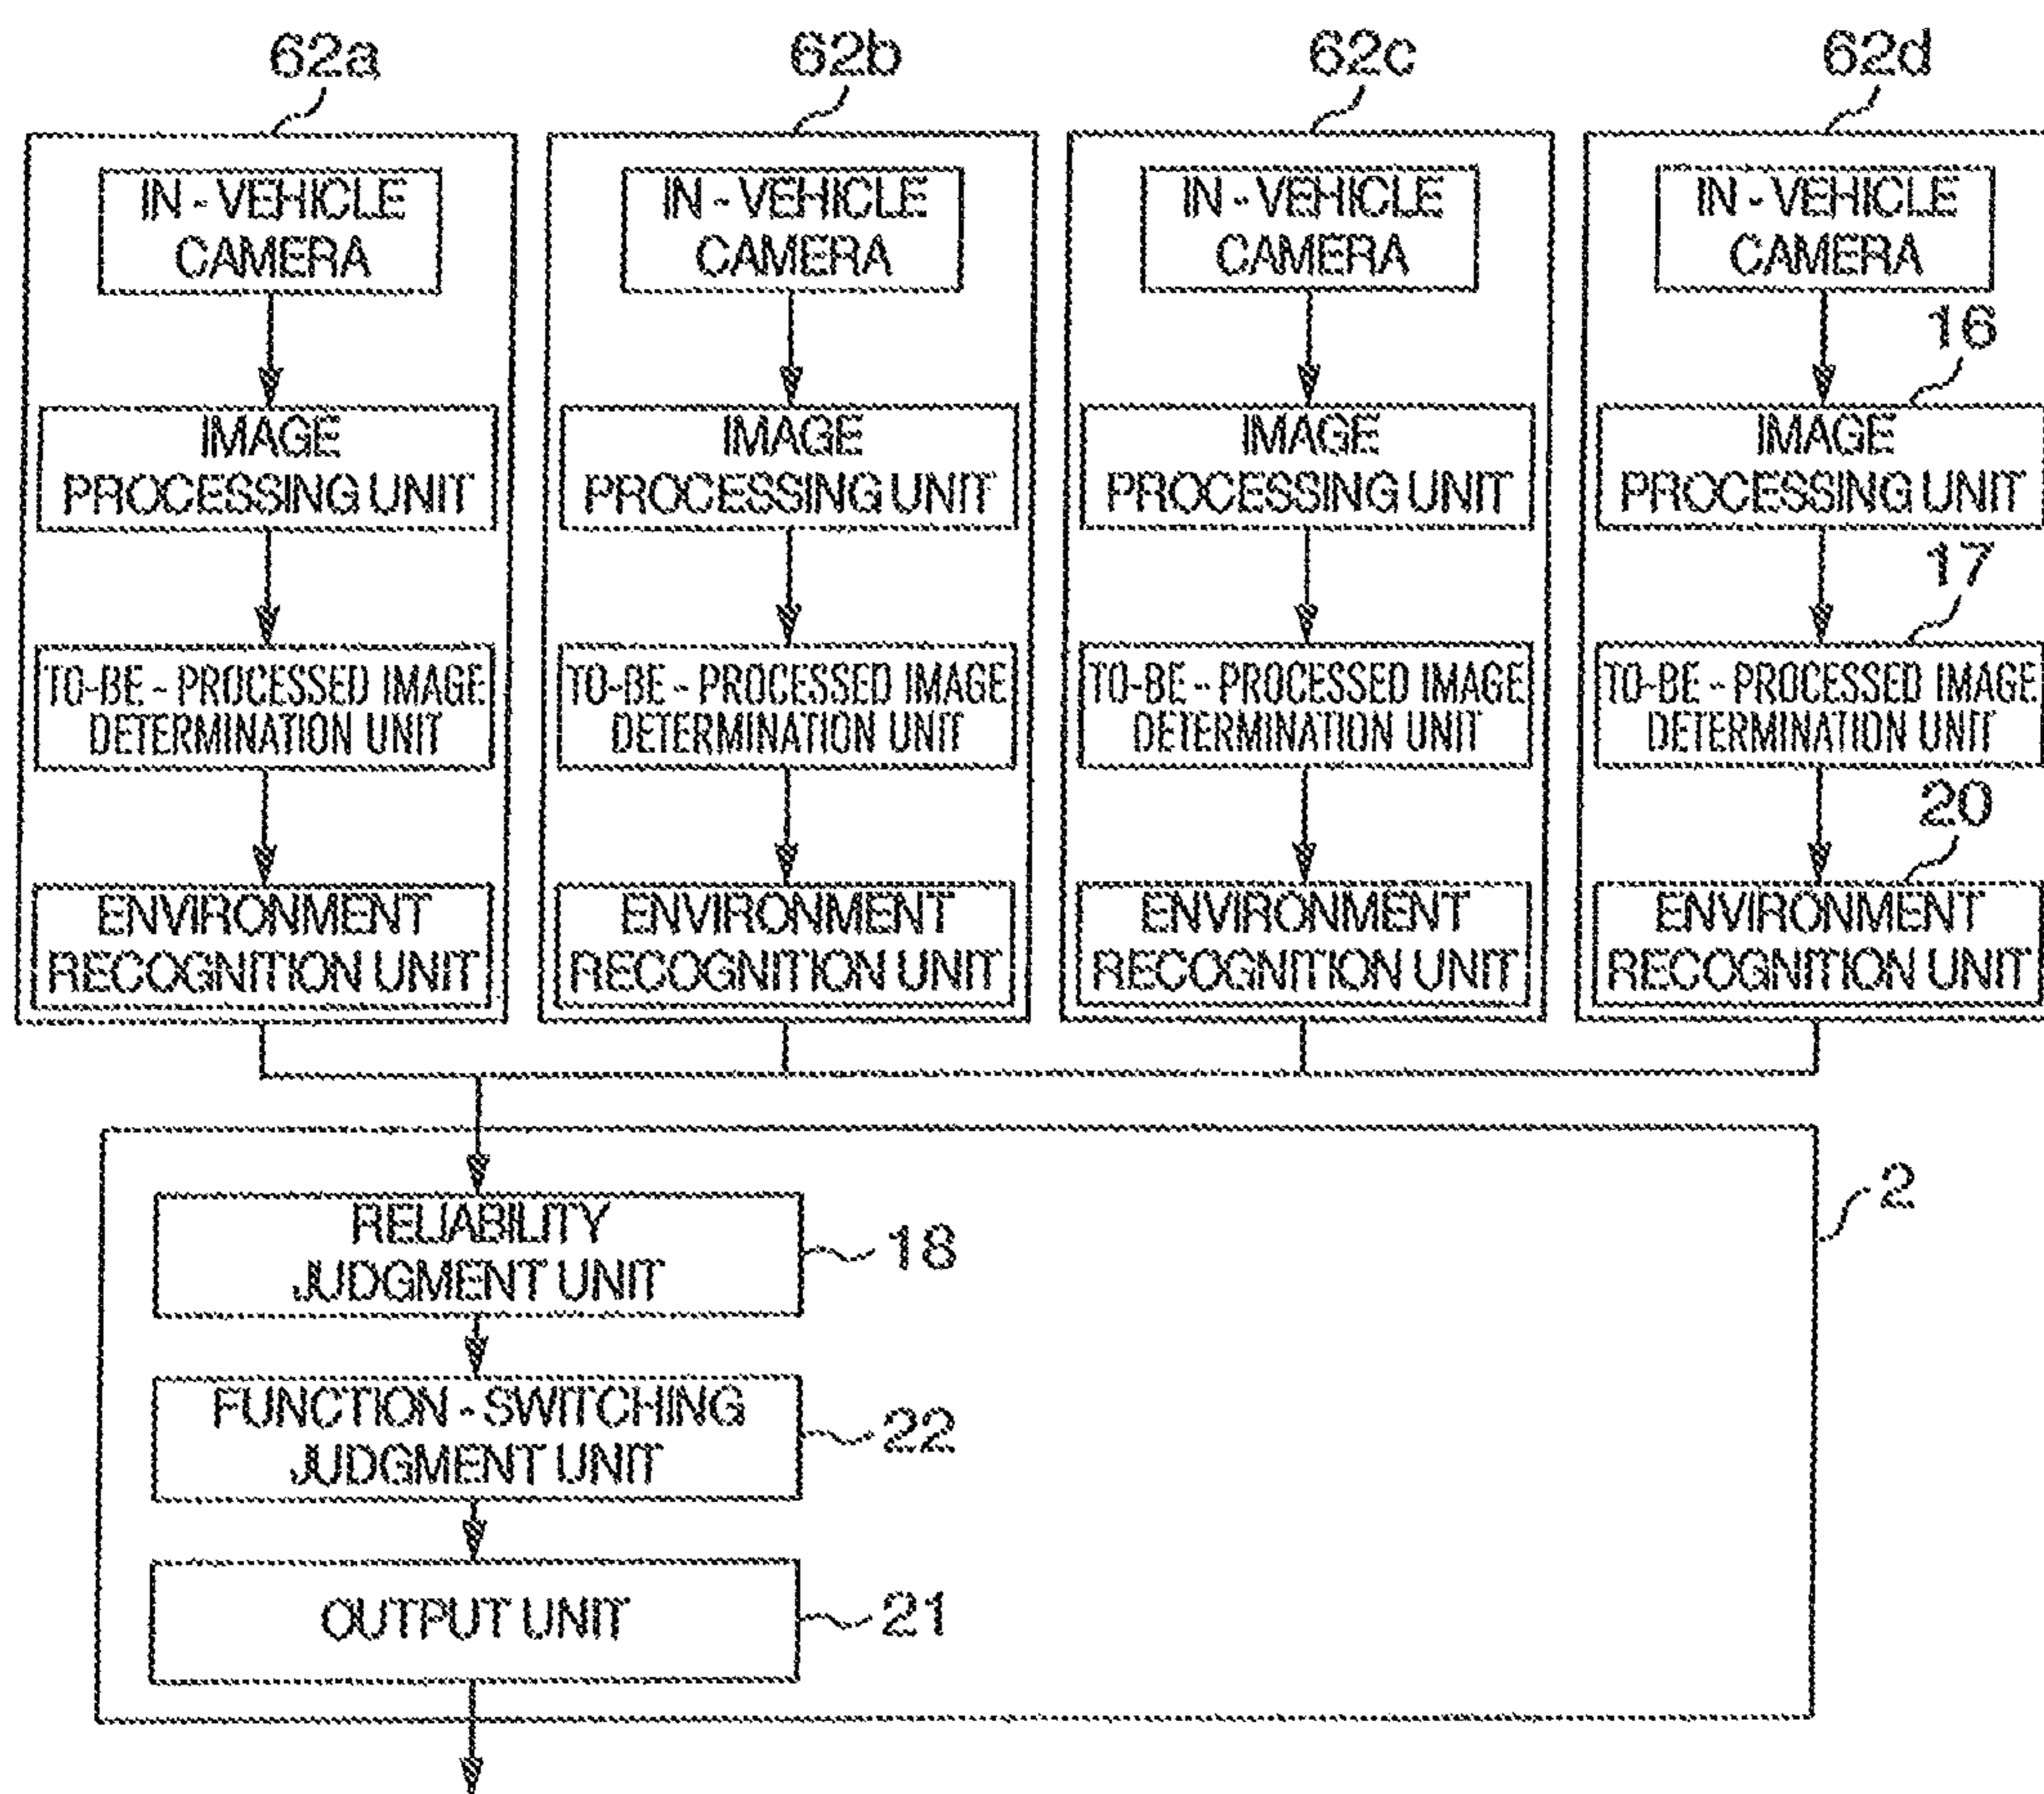 62a 62b 62c 62d
IN - VEHICLE
CAMERA
IN - VEHICLE
CAMERA
IN - VEHICLE
CAMERA
IN - VEHICLE
CAMERA
16
IMAGE
PROCESSING UNIT
IMAGE
PROCESSING UNIT
IMAGE
PROCESSING UNIT
IMAGE
PROCESSING UNIT
17
TO-BE - PROCESSED IMAGE
DETERMINATION UNIT
TO-BE - PROCESSED IMAGE
DETERMINATION UNIT
TO-BE - PROCESSED IMAGE
DETERMINATION UNIT
TO-BE - PROCESSED IMAGE
DETERMINATION UNIT
20
ENVIRONMENT
RECOGNITION UNIT
ENVIRONMENT
RECOGNITION UNIT
ENVIRONMENT
RECOGNITION UNIT
ENVIRONMENT
RECOGNITION UNIT
2
RELIABILITY
JUDGMENT UNIT
18
FUNCTION - SWITCHING
JUDGMENT UNIT
22
OUTPUT UNIT
21